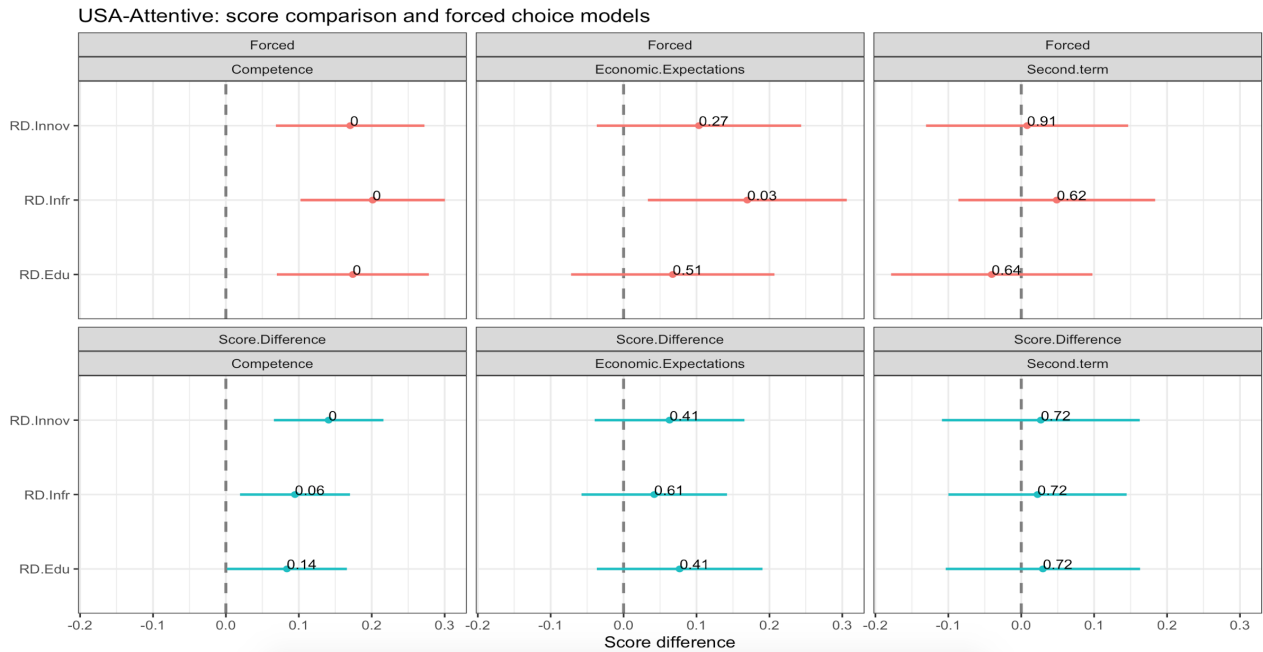 USA-Attentive: score comparison and forced choice models
Forced Forced Forced
Competence Economic.Expectations Second.term
RD.Innov 0 0.27 0.91
RD.Infr 0 0.03 0.62
RD.Edu 0 0.51 0.64
Score.Difference Score.Difference Score.Difference
Competence Economic.Expectations Second.term
RD.Innov 0 0.41 0.72
RD.Infr 0.06 0.61 0.72
RD.Edu 0.14 0.41 0.72
-0.2 -0.1 0.0 0.1 0.2 0.3 -0.2 -0.1 0.0 0.1 0.2 0.3 -0.2 -0.1 0.0 0.1 0.2 0.3
Score difference